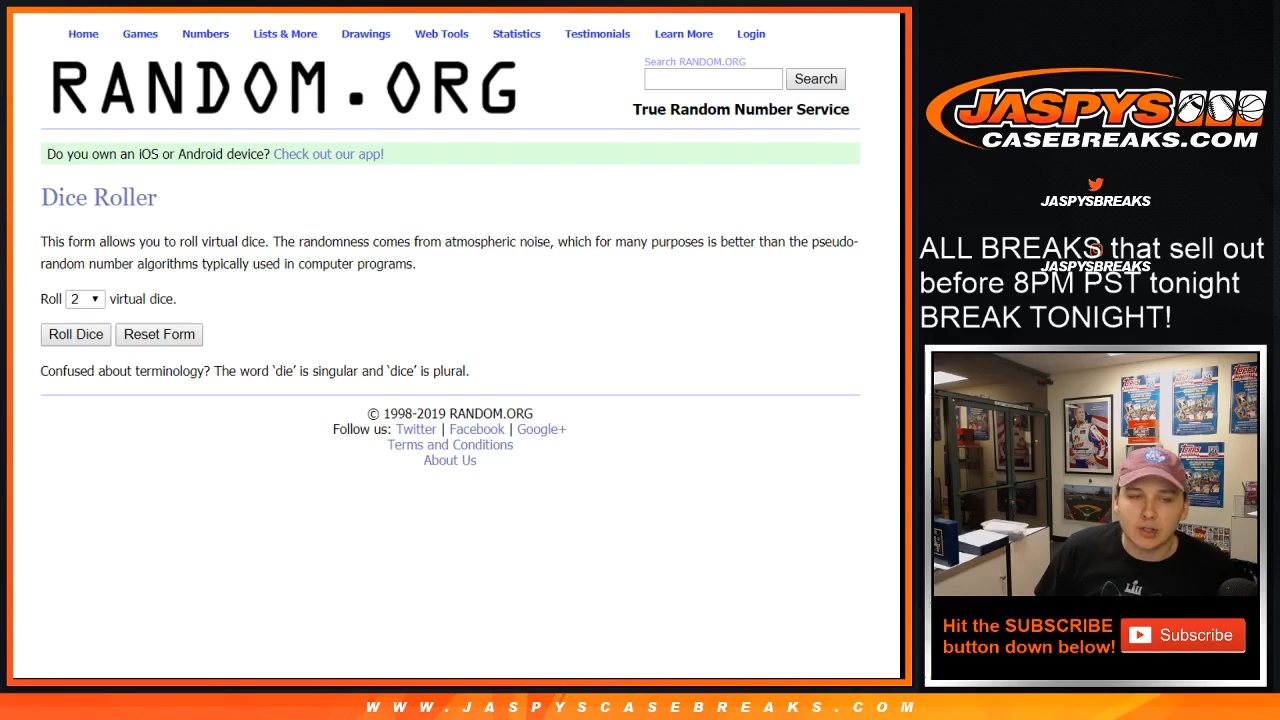 Home Games Numbers Lists & More Drawings Web Tools Statistics Testimonials Learn More Login
RANDOM.ORG
Search RANDOM.ORG
Search
True Random Number Service
Do you own an iOS or Android device? Check out our app!
Dice Roller
This form allows you to roll virtual dice. The randomness comes from atmospheric noise, which for many purposes is better than the pseudo-
random number algorithms typically used in computer programs.
Roll 2 virtual dice.
Roll Dice Reset Form
Confused about terminology? The word ‘die’ is singular and ‘dice’ is plural.
© 1998-2019 RANDOM.ORG
Follow us: Twitter | Facebook | Google+
Terms and Conditions
About Us
JASPYS
CASEBREAKS.COM
JASPYSBREAKS
ALL BREAKS that sell out
JASPYSBREAKS
before 8PM PST tonight
BREAK TONIGHT!
TOPPS
LIU
Hit the SUBSCRIBE
button down below!
Subscribe
WWW.JASPYSCASEBREAKS.COM